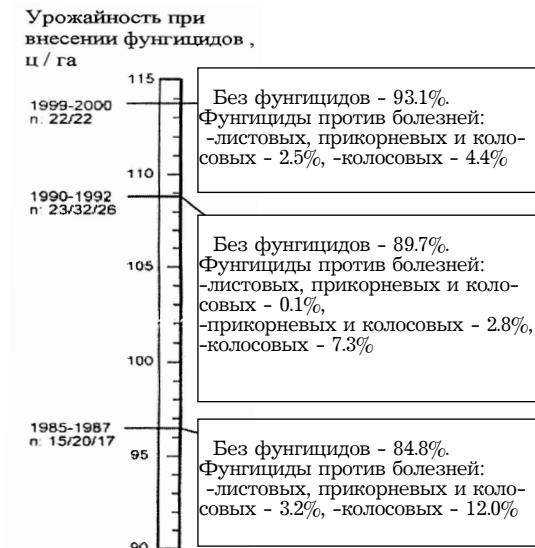 Урожайность при
внесении фунгицидов ,
ц / га
115
1999-2000
n: 22/22
Без фунгицидов - 93.1%.
Фунгициды против болезней:
-листовых, прикорневых и коло-
совых - 2.5%, -колосовых - 4.4%
110
1990-1992
n: 23/32/26
Без фунгицидов - 89.7%.
Фунгициды против болезней:
-листовых, прикорневых и коло-
совых - 0.1%,
-прикорневых и колосовых - 2.8%,
-колосовых - 7.3%
105
100
1985-1987
n: 15/20/17
Без фунгицидов - 84.8%.
Фунгициды против болезней:
-листовых, прикорневых и коло-
совых - 3.2%, -колосовых - 12.0%
95
90